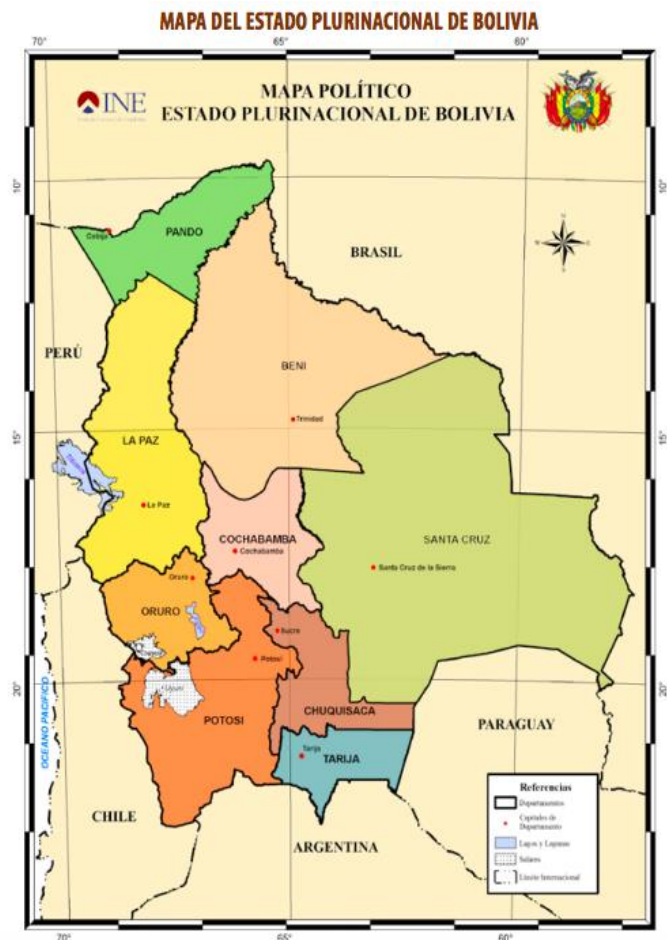 MAPA DEL ESTADO PLURINACIONAL DE BOLIVIA
70°
65°
60°
INE
MAPA POLÍTICO
ESTADO PLURINACIONAL DE BOLIVIA
10°
10°
Cobija
PANDO
BRASIL
PERÚ
BENI
Trinidad
15°
15°
LA PAZ
La Paz
COCHABAMBA
Cochabamba
SANTA CRUZ
Santa Cruz de la Sierra
Oruro
ORURO
Sucre
Potosí
Uyuni
20°
20°
OCEANO PACIFICO
POTOSI
CHUQUISACA
PARAGUAY
Tarija
TARIJA
CHILE
ARGENTINA
Referencias
Departamentos
Capitales de
Departamento
Lagos y Lagunas
Salares
Límite Internacional
70°
65°
60°